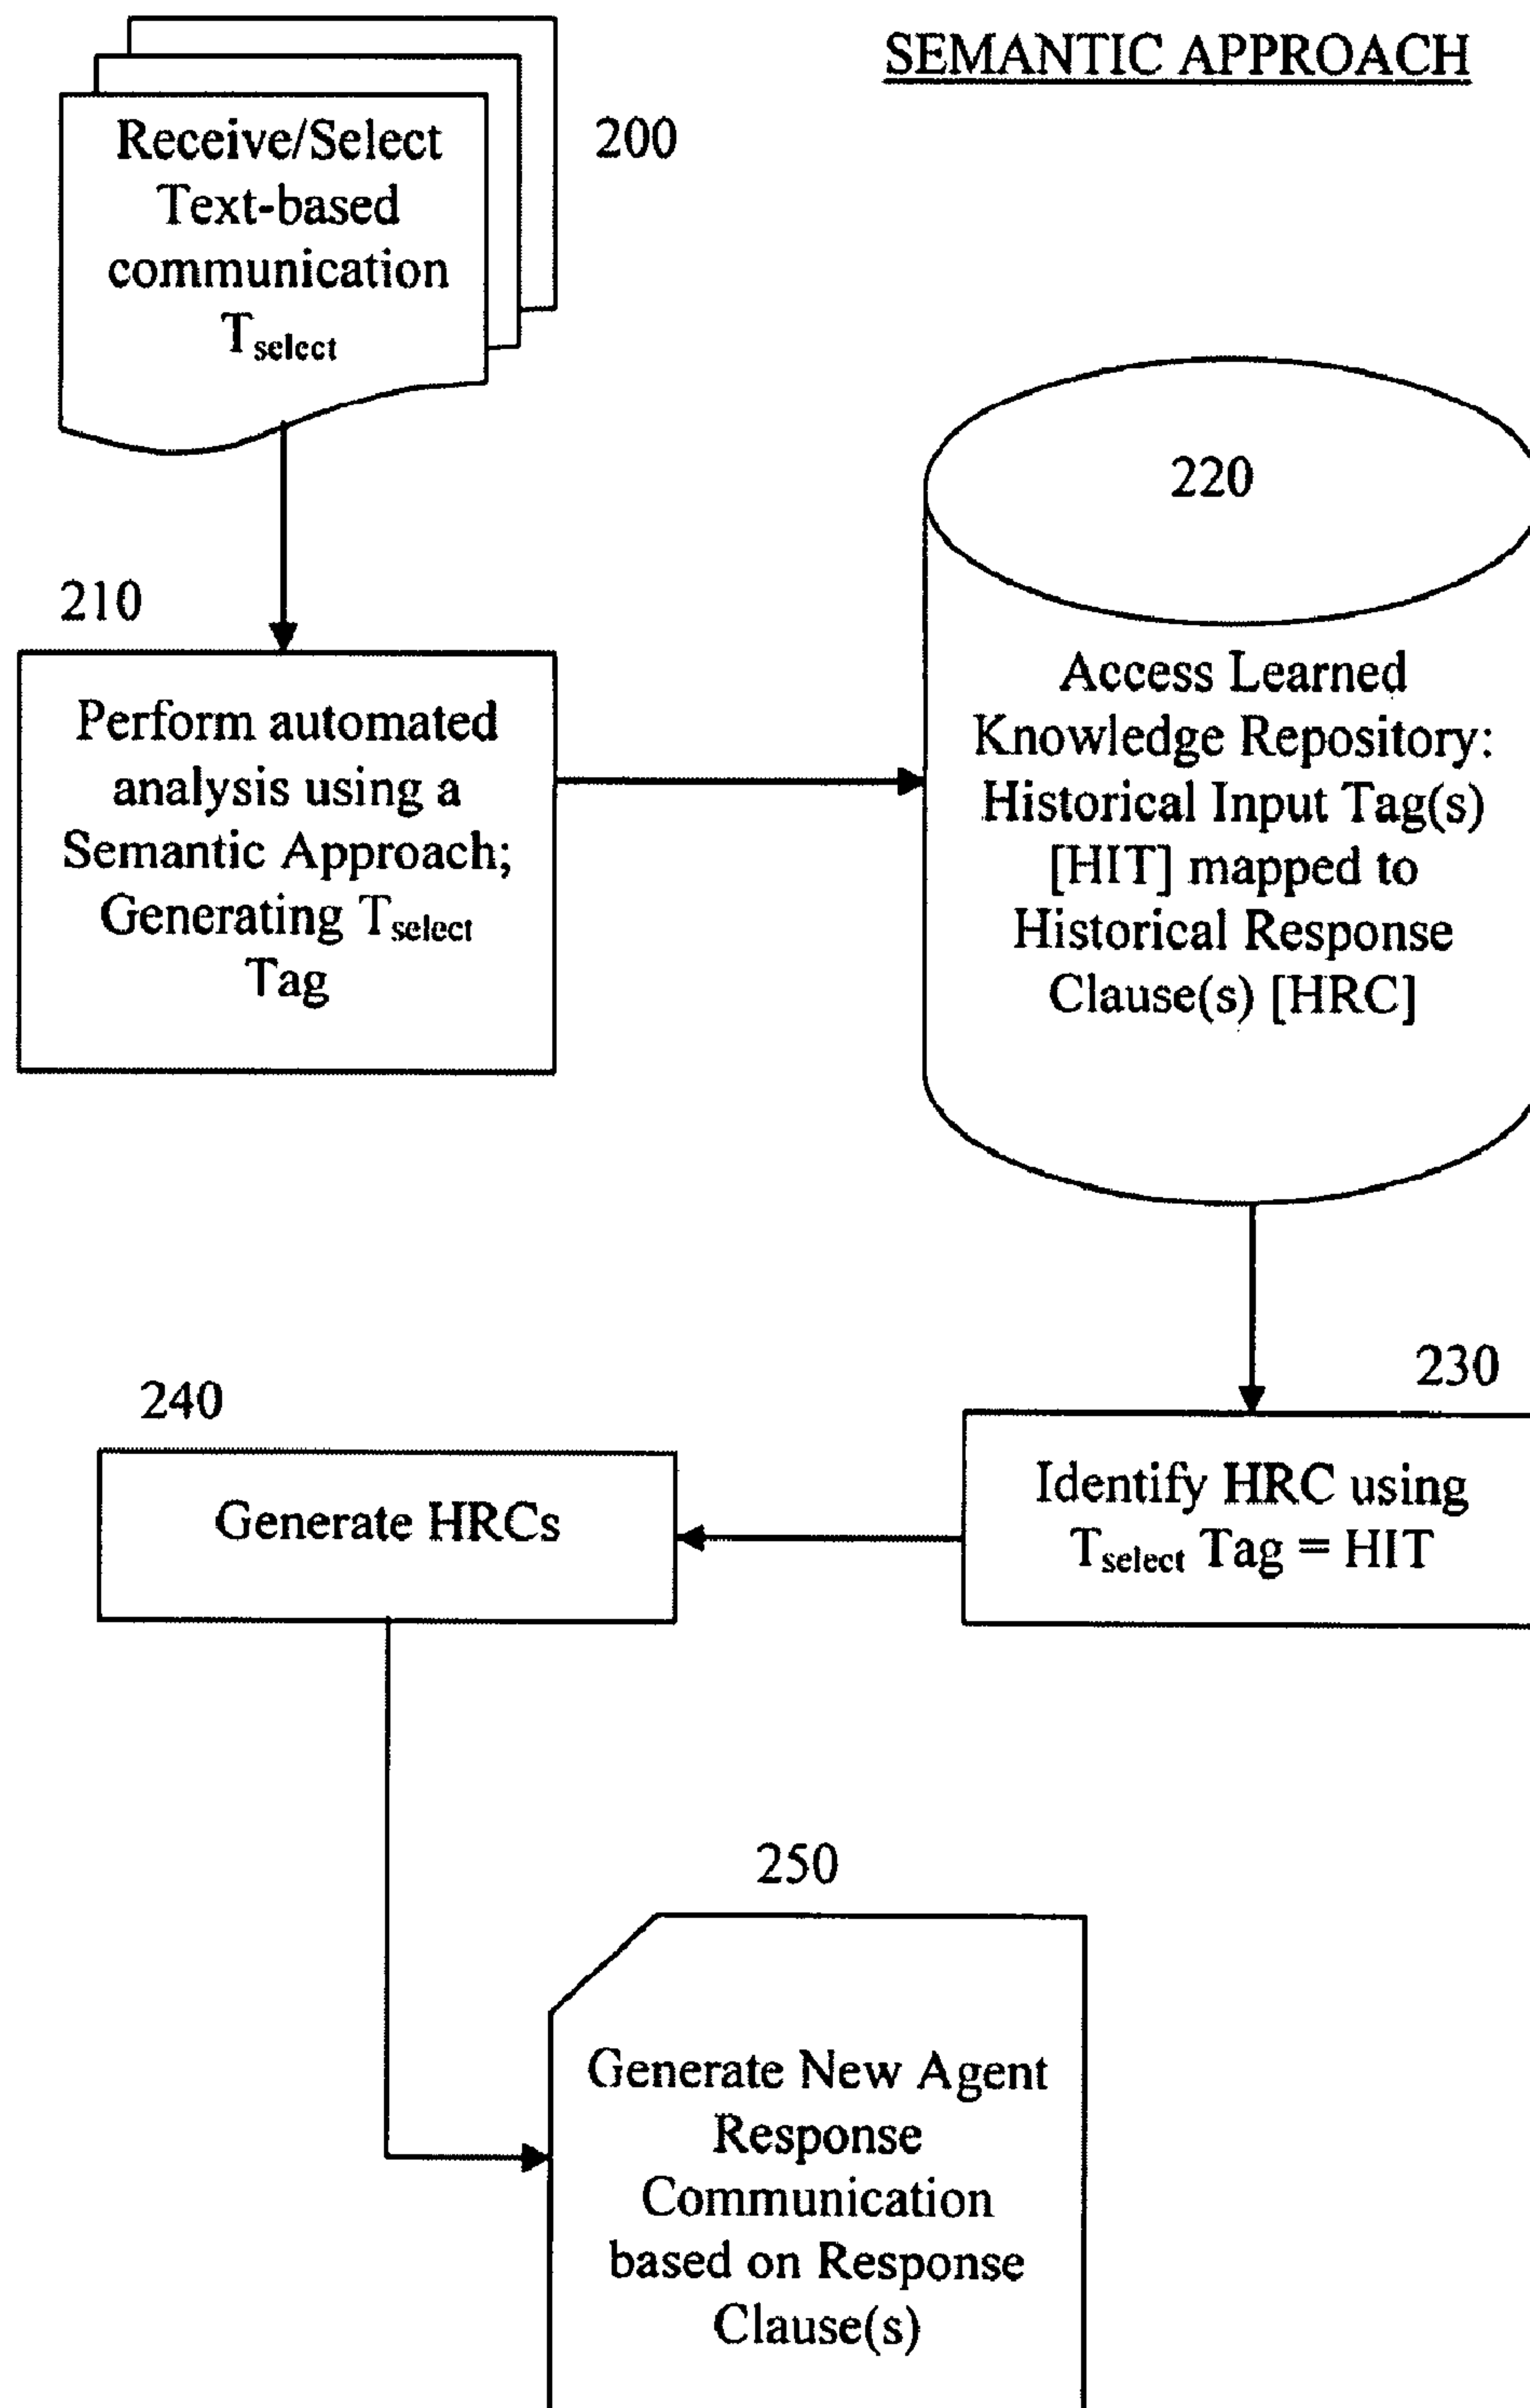 SEMANTIC APPROACH
200
Receive/Select
Text-based
communication
Tselect
210
Perform automated
analysis using a
Semantic Approach;
Generating Tselect
Tag
220
Access Learned
Knowledge Repository:
Historical Input Tag(s)
[HIT] mapped to
Historical Response
Clause(s) [HRC]
230
Identify HRC using
Tselect Tag = HIT
240
Generate HRCs
250
Generate New Agent
Response
Communication
based on Response
Clause(s)